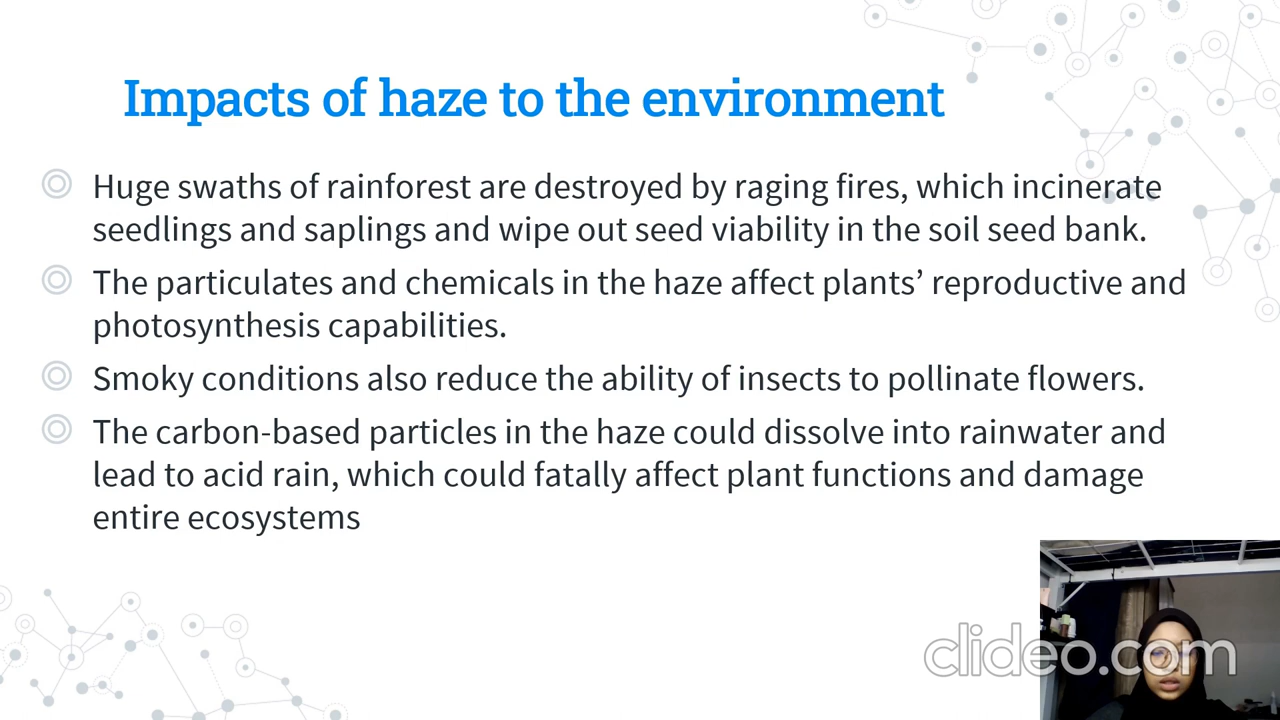 Impacts of haze to the environment
Huge swaths of rainforest are destroyed by raging fires, which incinerate
seedlings and saplings and wipe out seed viability in the soil seed bank.
The particulates and chemicals in the haze affect plants’ reproductive and
photosynthesis capabilities.
Smoky conditions also reduce the ability of insects to pollinate flowers.
The carbon-based particles in the haze could dissolve into rainwater and
lead to acid rain, which could fatally affect plant functions and damage
entire ecosystems
clideo.com